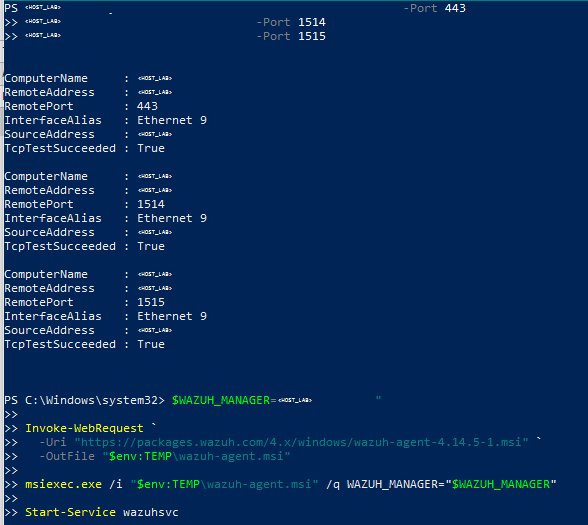 PS <HOST_LAB> -Port 443
>> <HOST_LAB> -Port 1514
>> <HOST_LAB> -Port 1515
ComputerName : <HOST_LAB>
RemoteAddress : <HOST_LAB>
RemotePort : 443
InterfaceAlias : Ethernet 9
SourceAddress : <HOST_LAB>
TcpTestSucceeded : True
ComputerName : <HOST_LAB>
RemoteAddress : <HOST_LAB>
RemotePort : 1514
InterfaceAlias : Ethernet 9
SourceAddress : <HOST_LAB>
TcpTestSucceeded : True
ComputerName : <HOST_LAB>
RemoteAddress : <HOST_LAB>
RemotePort : 1515
InterfaceAlias : Ethernet 9
SourceAddress : <HOST_LAB>
TcpTestSucceeded : True
PS C:\Windows\system32> $WAZUH_MANAGER=<HOST_LAB> "
>>
>> Invoke-WebRequest `
>> -Uri "https://packages.wazuh.com/4.x/windows/wazuh-agent-4.14.5-1.msi" `
>> -OutFile "$env:TEMP\wazuh-agent.msi"
>>
>> msiexec.exe /i "$env:TEMP\wazuh-agent.msi" /q WAZUH_MANAGER="$WAZUH_MANAGER"
>>
>> Start-Service wazuhsvc